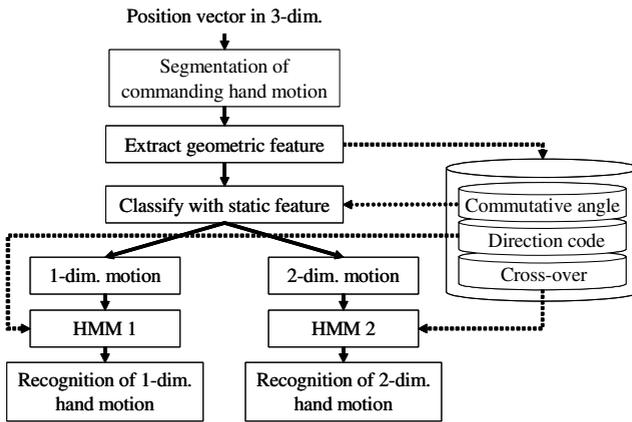 Position vector in 3-dim.
Segmentation of
commanding hand motion
Extract geometric feature
Classify with static feature
Commutative angle
Direction code
Cross-over
1-dim. motion
2-dim. motion
HMM 1
HMM 2
Recognition of 1-dim.
hand motion
Recognition of 2-dim.
hand motion